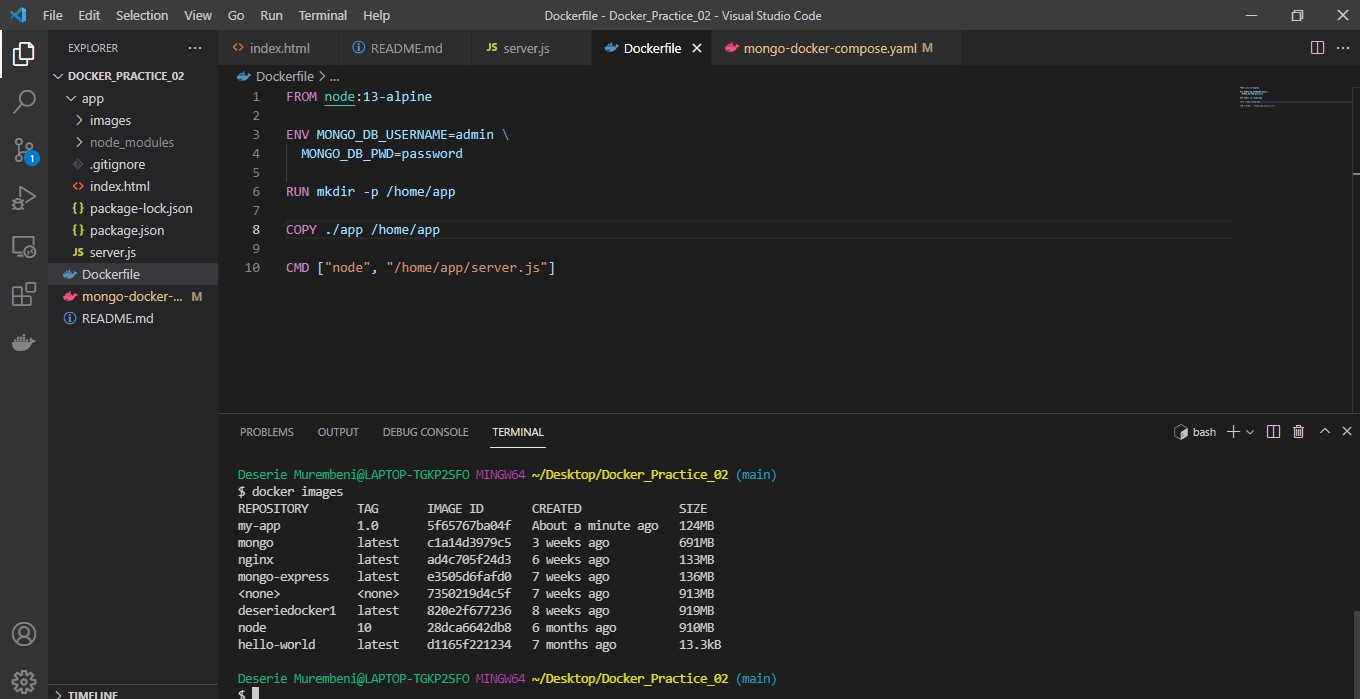 File Edit Selection View Go Run Terminal Help Dockerfile - Docker_Practice_02 - Visual Studio Code
EXPLORER ...
DOCKER_PRACTICE_02
app
images
node_modules
.gitignore
<> index.html
{} package-lock.json
{} package.json
JS server.js
Dockerfile
mongo-docker-... M
README.md
TIMELINE
1
<> index.html README.md JS server.js Dockerfile mongo-docker-compose.yaml M
Dockerfile > ...
1 FROM node:13-alpine
2
3 ENV MONGO_DB_USERNAME=admin \
4 MONGO_DB_PWD=password
5
6 RUN mkdir -p /home/app
7
8 COPY ./app /home/app
9
10 CMD ["node", "/home/app/server.js"]
PROBLEMS OUTPUT DEBUG CONSOLE TERMINAL bash
Deserie Murembeni@LAPTOP-TGKP2SFO MINGW64 ~/Desktop/Docker_Practice_02 (main)
$ docker images
REPOSITORY TAG IMAGE ID CREATED SIZE
my-app 1.0 5f65767ba04f About a minute ago 124MB
mongo latest c1a14d3979c5 3 weeks ago 691MB
nginx latest ad4c705f24d3 6 weeks ago 133MB
mongo-express latest e3505d6fafd0 7 weeks ago 136MB
<none> <none> 7350219d4c5f 7 weeks ago 913MB
deseriedocker1 latest 820e2f677236 8 weeks ago 919MB
node 10 28dca6642db8 6 months ago 910MB
hello-world latest d1165f221234 7 months ago 13.3kB
Deserie Murembeni@LAPTOP-TGKP2SFO MINGW64 ~/Desktop/Docker_Practice_02 (main)
$